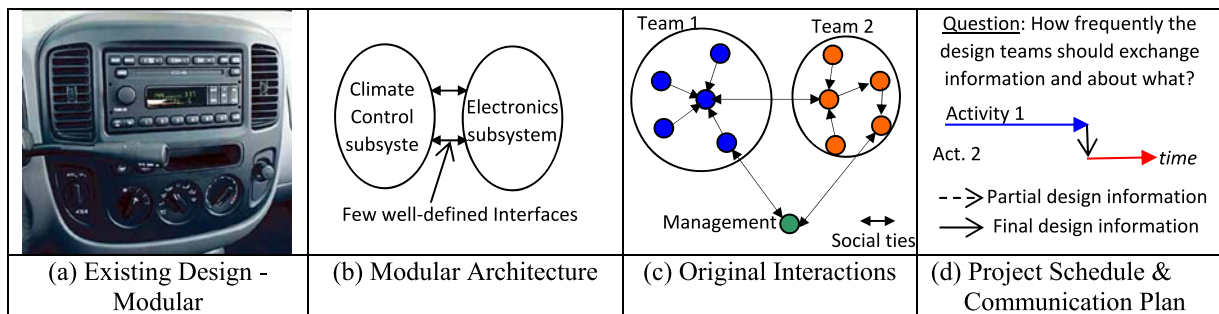 Climate
Control
subsyste
Electronics
subsystem
Few well-defined Interfaces
Team 1
Team 2
Management
Social ties
Question: How frequently the
design teams should exchange
information and about what?
Activity 1
Act. 2
time
Partial design information
Final design information
(a) Existing Design -
Modular
(b) Modular Architecture
(c) Original Interactions
(d) Project Schedule &
Communication Plan